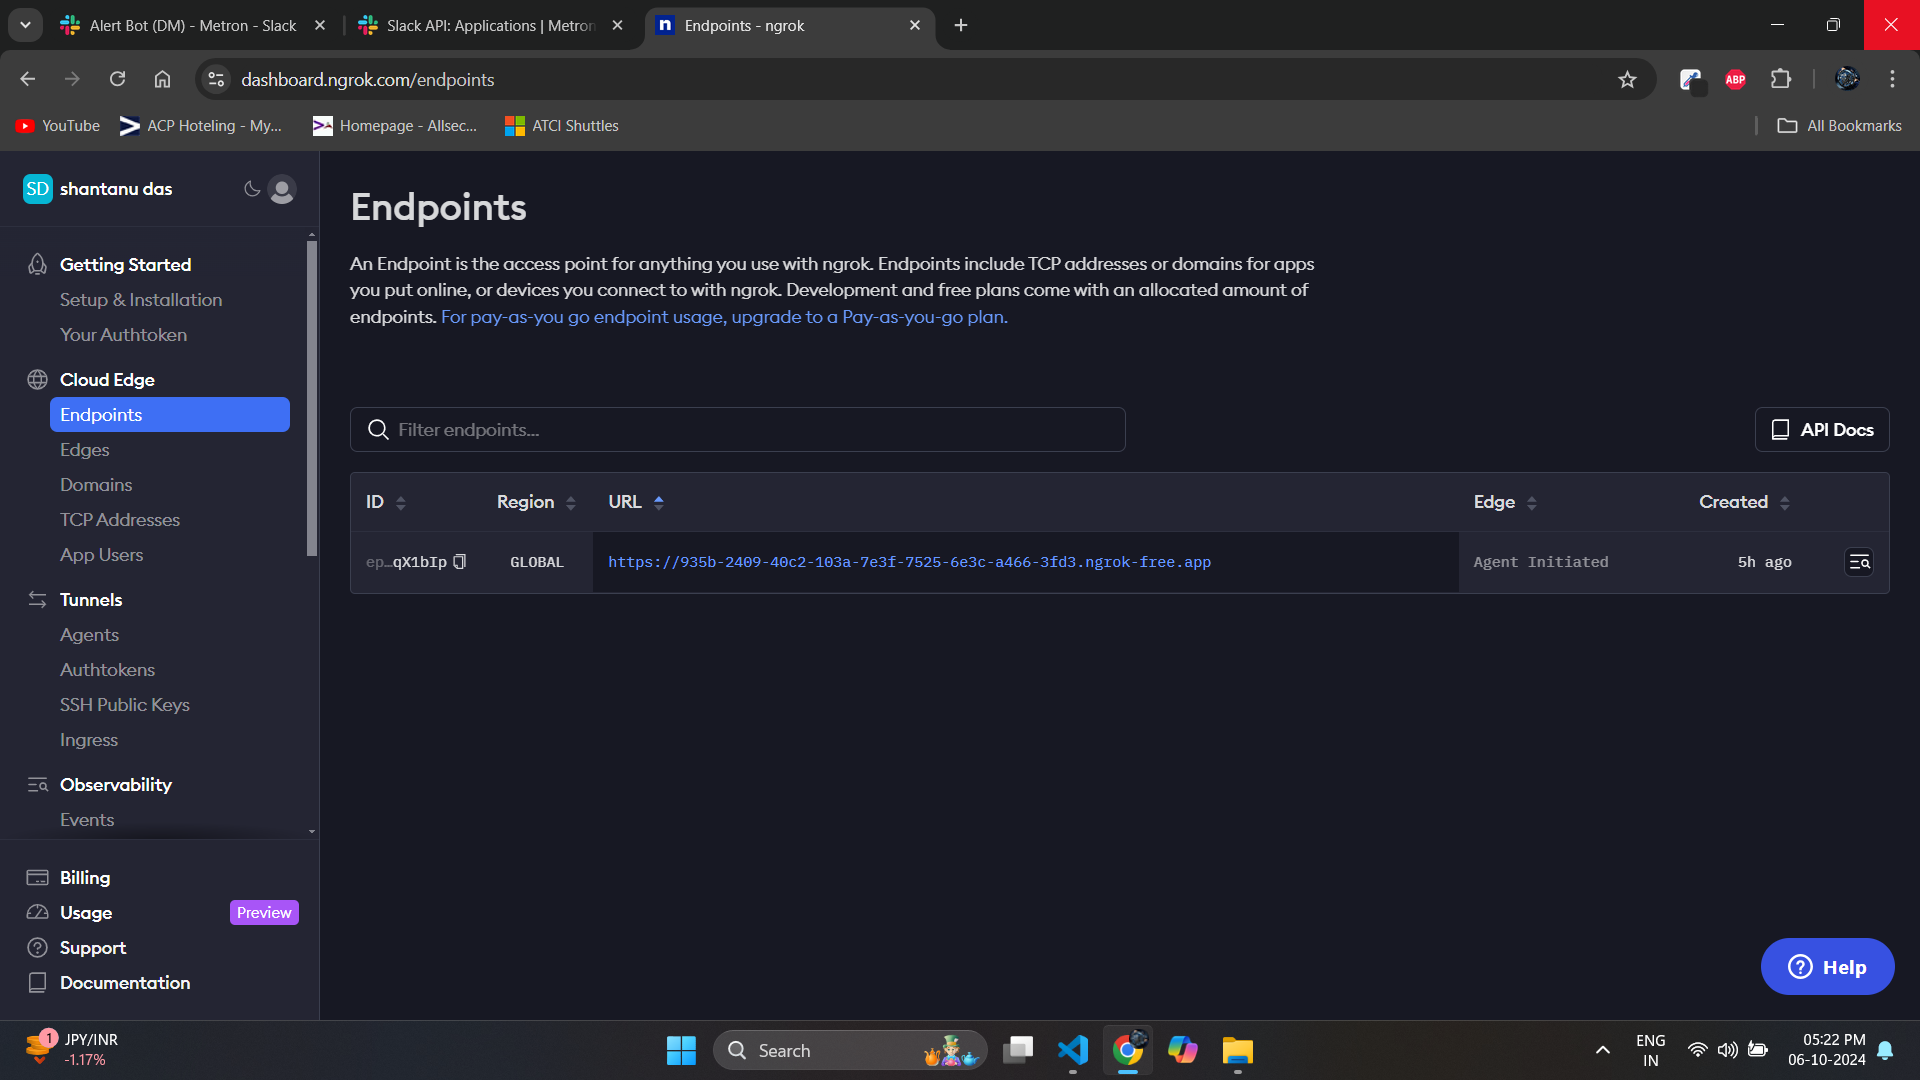 Alert Bot (DM) - Metron - Slack
Slack API: Applications | Metron
Endpoints - ngrok
dashboard.ngrok.com/endpoints
ABP
YouTube
ACP Hoteling - My...
Homepage - Allsec...
ATCI Shuttles
All Bookmarks
SD shantanu das
Getting Started
Setup & Installation
Your Authtoken
Cloud Edge
Endpoints
Edges
Domains
TCP Addresses
App Users
Tunnels
Agents
Authtokens
SSH Public Keys
Ingress
Observability
Events
Billing
Usage Preview
Support
Documentation
Endpoints
An Endpoint is the access point for anything you use with ngrok. Endpoints include TCP addresses or domains for apps
you put online, or devices you connect to with ngrok. Development and free plans come with an allocated amount of
endpoints. For pay-as-you go endpoint usage, upgrade to a Pay-as-you-go plan.
Filter endpoints...
API Docs
ID Region URL Edge Created
ep…qX1bIp GLOBAL https://935b-2409-40c2-103a-7e3f-7525-6e3c-a466-3fd3.ngrok-free.app Agent Initiated 5h ago
Help
1
JPY/INR
-1.17%
Search
ENG
IN
05:22 PM
06-10-2024